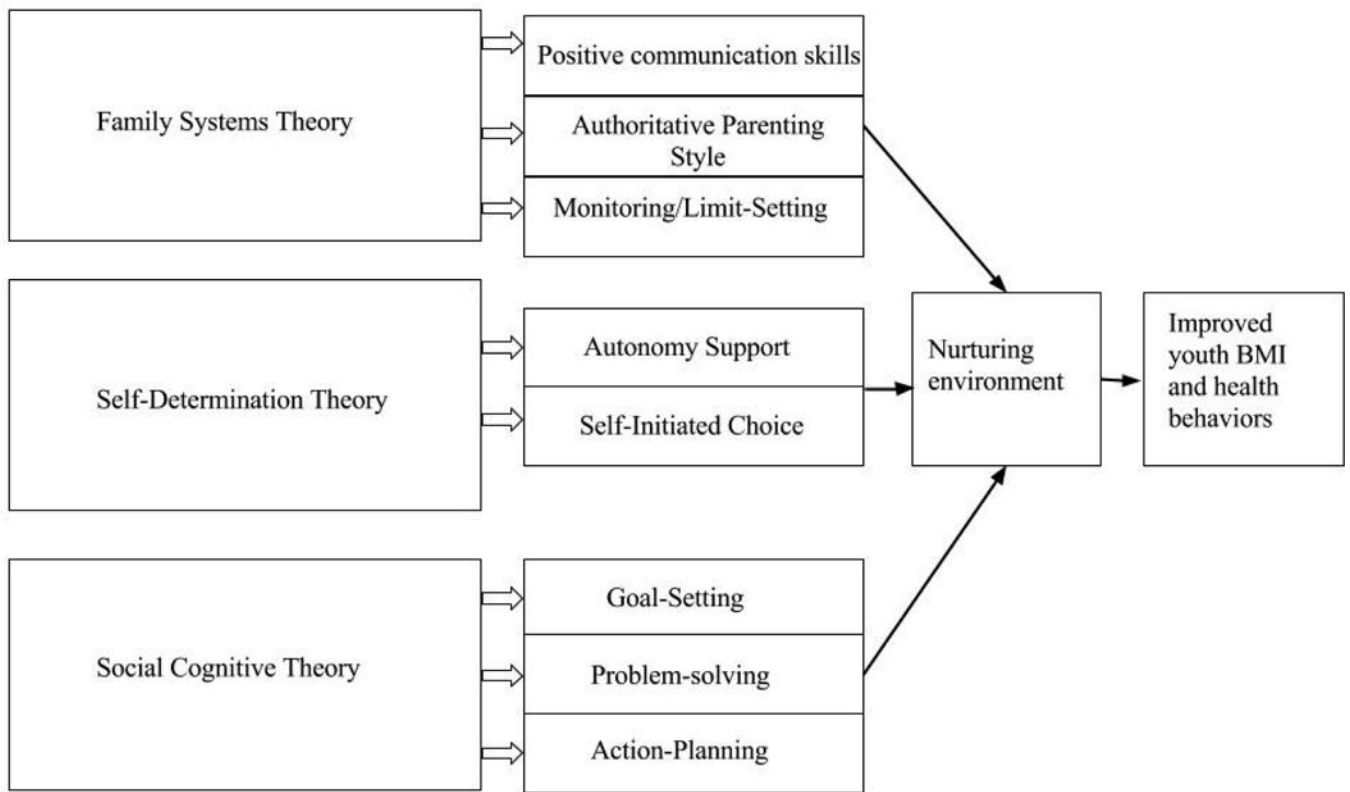 Family Systems Theory
Positive communication skills
Authoritative Parenting
Style
Monitoring/Limit-Setting
Self-Determination Theory
Autonomy Support
Self-Initiated Choice
Social Cognitive Theory
Goal-Setting
Problem-solving
Action-Planning
Nurturing
environment
Improved
youth BMI
and health
behaviors